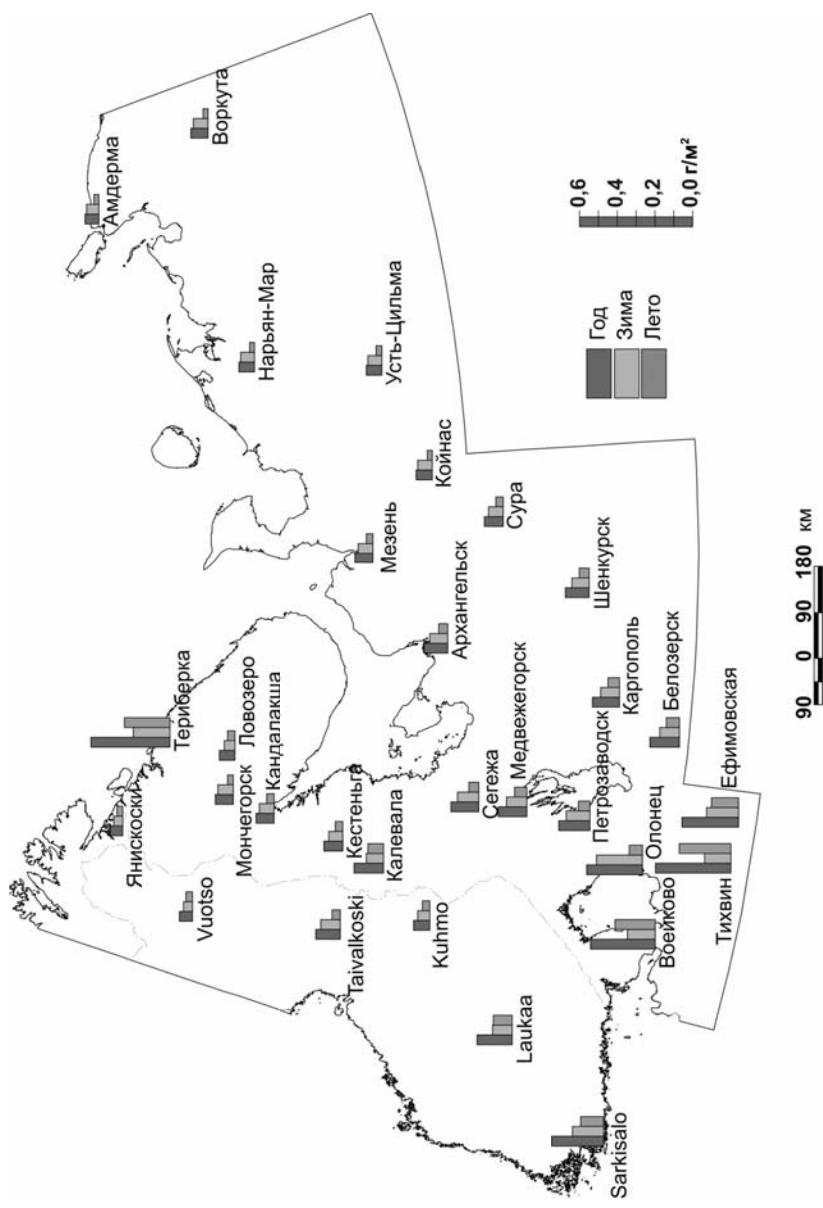 Амдерма
Воркута
Нарьян-Мар
Усть-Цильма
Койнас
Мезень
Сура
Архангельск
Шенкурск
Териберка
Ловозеро
Янискоски
Мончегорск
Кандалакша
Кестеньга
Калевала
Сегежа
Медвежегорск
Каргополь
Петрозаводск
Белозерск
Ефимовская
Vuotso
Taivalkoski
Kuhmo
Олонец
Тихвин
Воейково
Laukaa
Sarkisalo
Год
Зима
Лето
0,6
0,4
0,2
0,0 г/м²
90 0 90 180 км